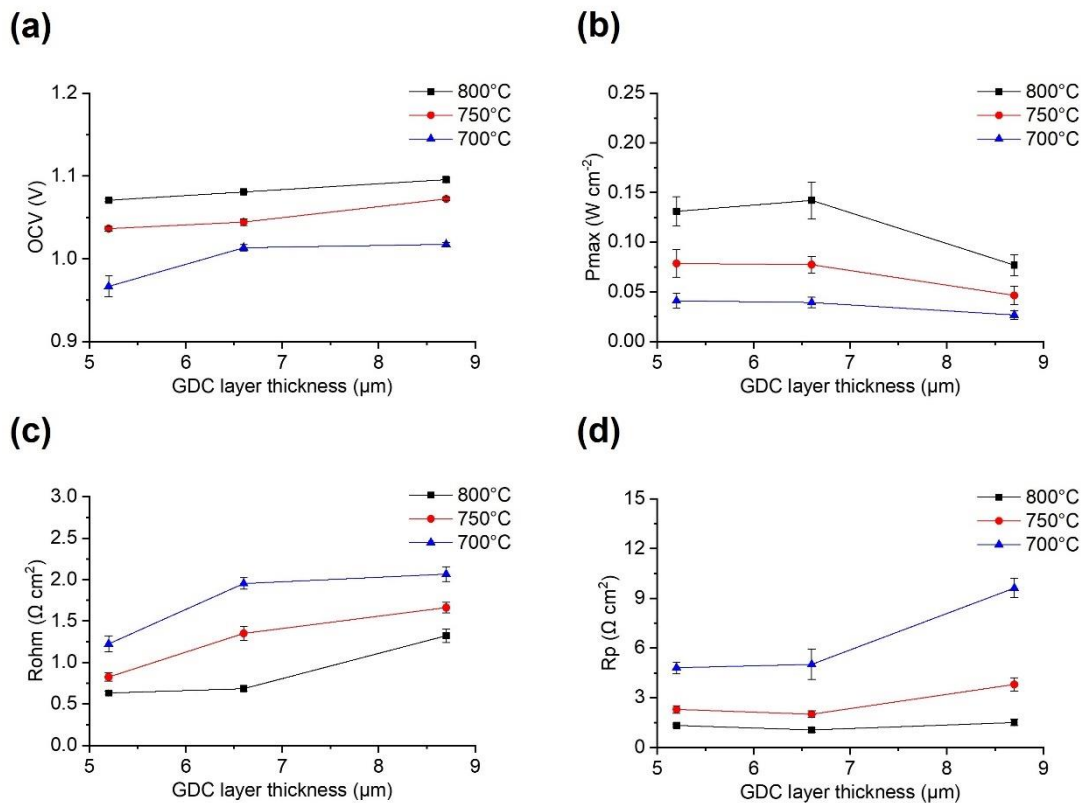 (a)
800°C
750°C
700°C
1.2
1.1
1.0
0.9
OCV (V)
5 6 7 8 9
GDC layer thickness (µm)
(b)
800°C
750°C
700°C
0.25
0.20
0.15
0.10
0.05
0.00
Pmax (W cm⁻²)
5 6 7 8 9
GDC layer thickness (µm)
(c)
800°C
750°C
700°C
3.0
2.5
2.0
1.5
1.0
0.5
0.0
Rohm (Ω cm²)
5 6 7 8 9
GDC layer thickness (µm)
(d)
800°C
750°C
700°C
15
12
9
6
3
0
Rp (Ω cm²)
5 6 7 8 9
GDC layer thickness (µm)